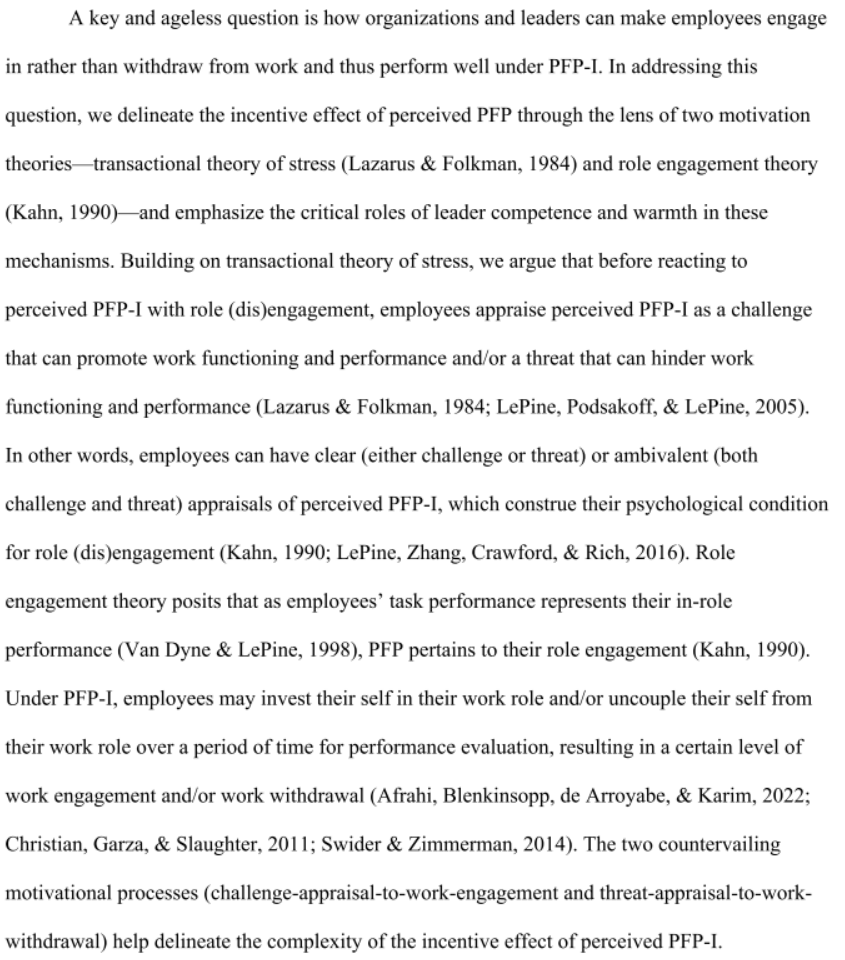 A key and ageless question is how organizations and leaders can make employees engage
in rather than withdraw from work and thus perform well under PFP-I. In addressing this
question, we delineate the incentive effect of perceived PFP through the lens of two motivation
theories—transactional theory of stress (Lazarus & Folkman, 1984) and role engagement theory
(Kahn, 1990)—and emphasize the critical roles of leader competence and warmth in these
mechanisms. Building on transactional theory of stress, we argue that before reacting to
perceived PFP-I with role (dis)engagement, employees appraise perceived PFP-I as a challenge
that can promote work functioning and performance and/or a threat that can hinder work
functioning and performance (Lazarus & Folkman, 1984; LePine, Podsakoff, & LePine, 2005).
In other words, employees can have clear (either challenge or threat) or ambivalent (both
challenge and threat) appraisals of perceived PFP-I, which construe their psychological condition
for role (dis)engagement (Kahn, 1990; LePine, Zhang, Crawford, & Rich, 2016). Role
engagement theory posits that as employees’ task performance represents their in-role
performance (Van Dyne & LePine, 1998), PFP pertains to their role engagement (Kahn, 1990).
Under PFP-I, employees may invest their self in their work role and/or uncouple their self from
their work role over a period of time for performance evaluation, resulting in a certain level of
work engagement and/or work withdrawal (Afrahi, Blenkinsopp, de Arroyabe, & Karim, 2022;
Christian, Garza, & Slaughter, 2011; Swider & Zimmerman, 2014). The two countervailing
motivational processes (challenge-appraisal-to-work-engagement and threat-appraisal-to-work-
withdrawal) help delineate the complexity of the incentive effect of perceived PFP-I.